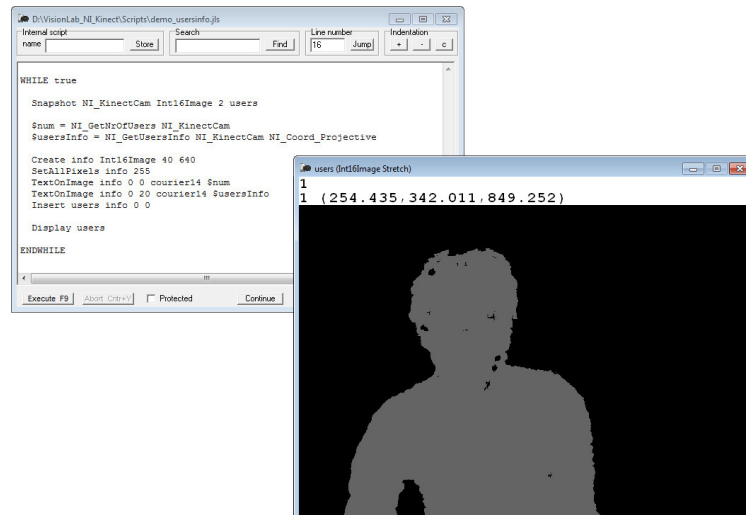 D:\VisionLab_NI_Kinect\Scripts\demo_usersinfo.jls
Internal script
name
Store
Search
Find
Line number
16
Jump
Indentation
+ - c
WHILE true
Snapshot NI_KinectCam Int16Image 2 users
$num = NI_GetNrOfUsers NI_KinectCam
$usersInfo = NI_GetUsersInfo NI_KinectCam NI_Coord_Projective
Create info Int16Image 40 640
SetAllPixels info 255
TextOnImage info 0 0 courier14 $num
TextOnImage info 0 20 courier14 $usersInfo
Insert users 0 0
Display users
ENDWHILE
Execute F9
Abort Cntr+Y
Protected
Continue
users (Int16Image Stretch)
1
1 (254.435,342.011,849.252)